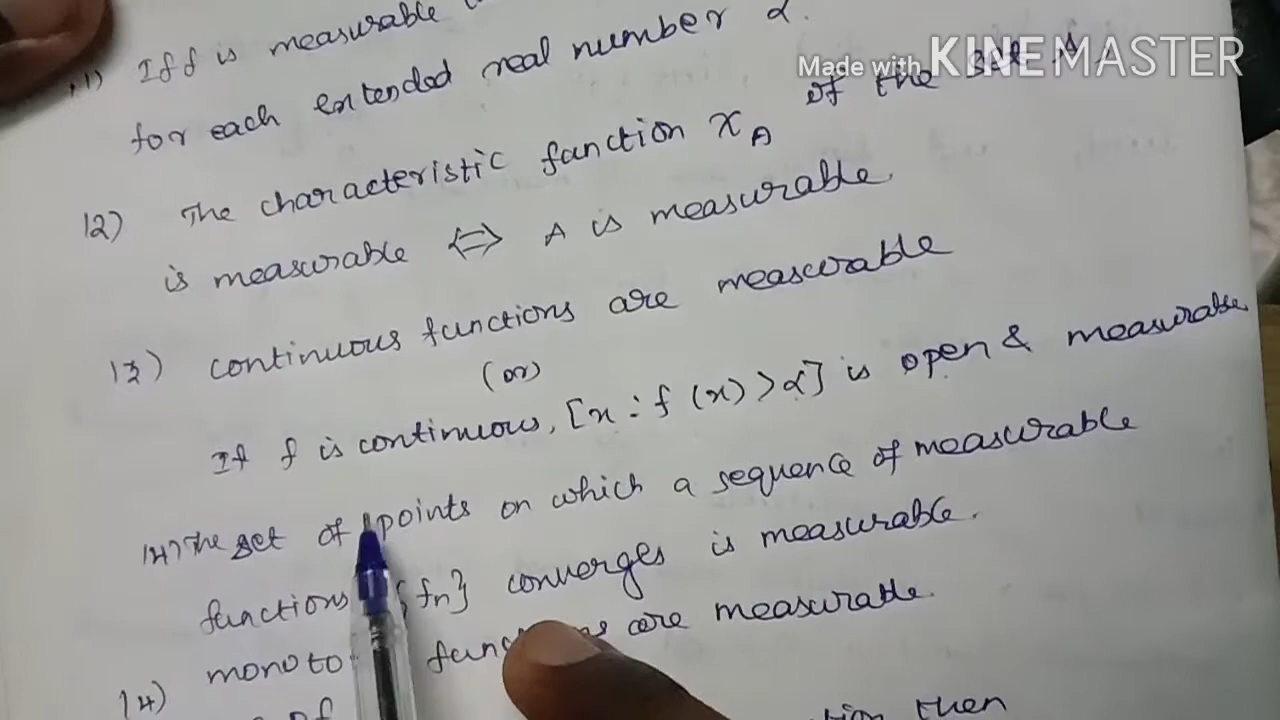 11) If f is measurable
for each extended real number α.
Made with KINEMASTER
12) The characteristic function χ_A of the set A
is measurable ⇔ A is measurable.
13) continuous functions are measurable
(or)
If f is continuous, [x : f(x) > α] is open & measurable
14) The set of points on which a sequence of measurable
functions {fn} converges is measurable.
14) are measurable.
then